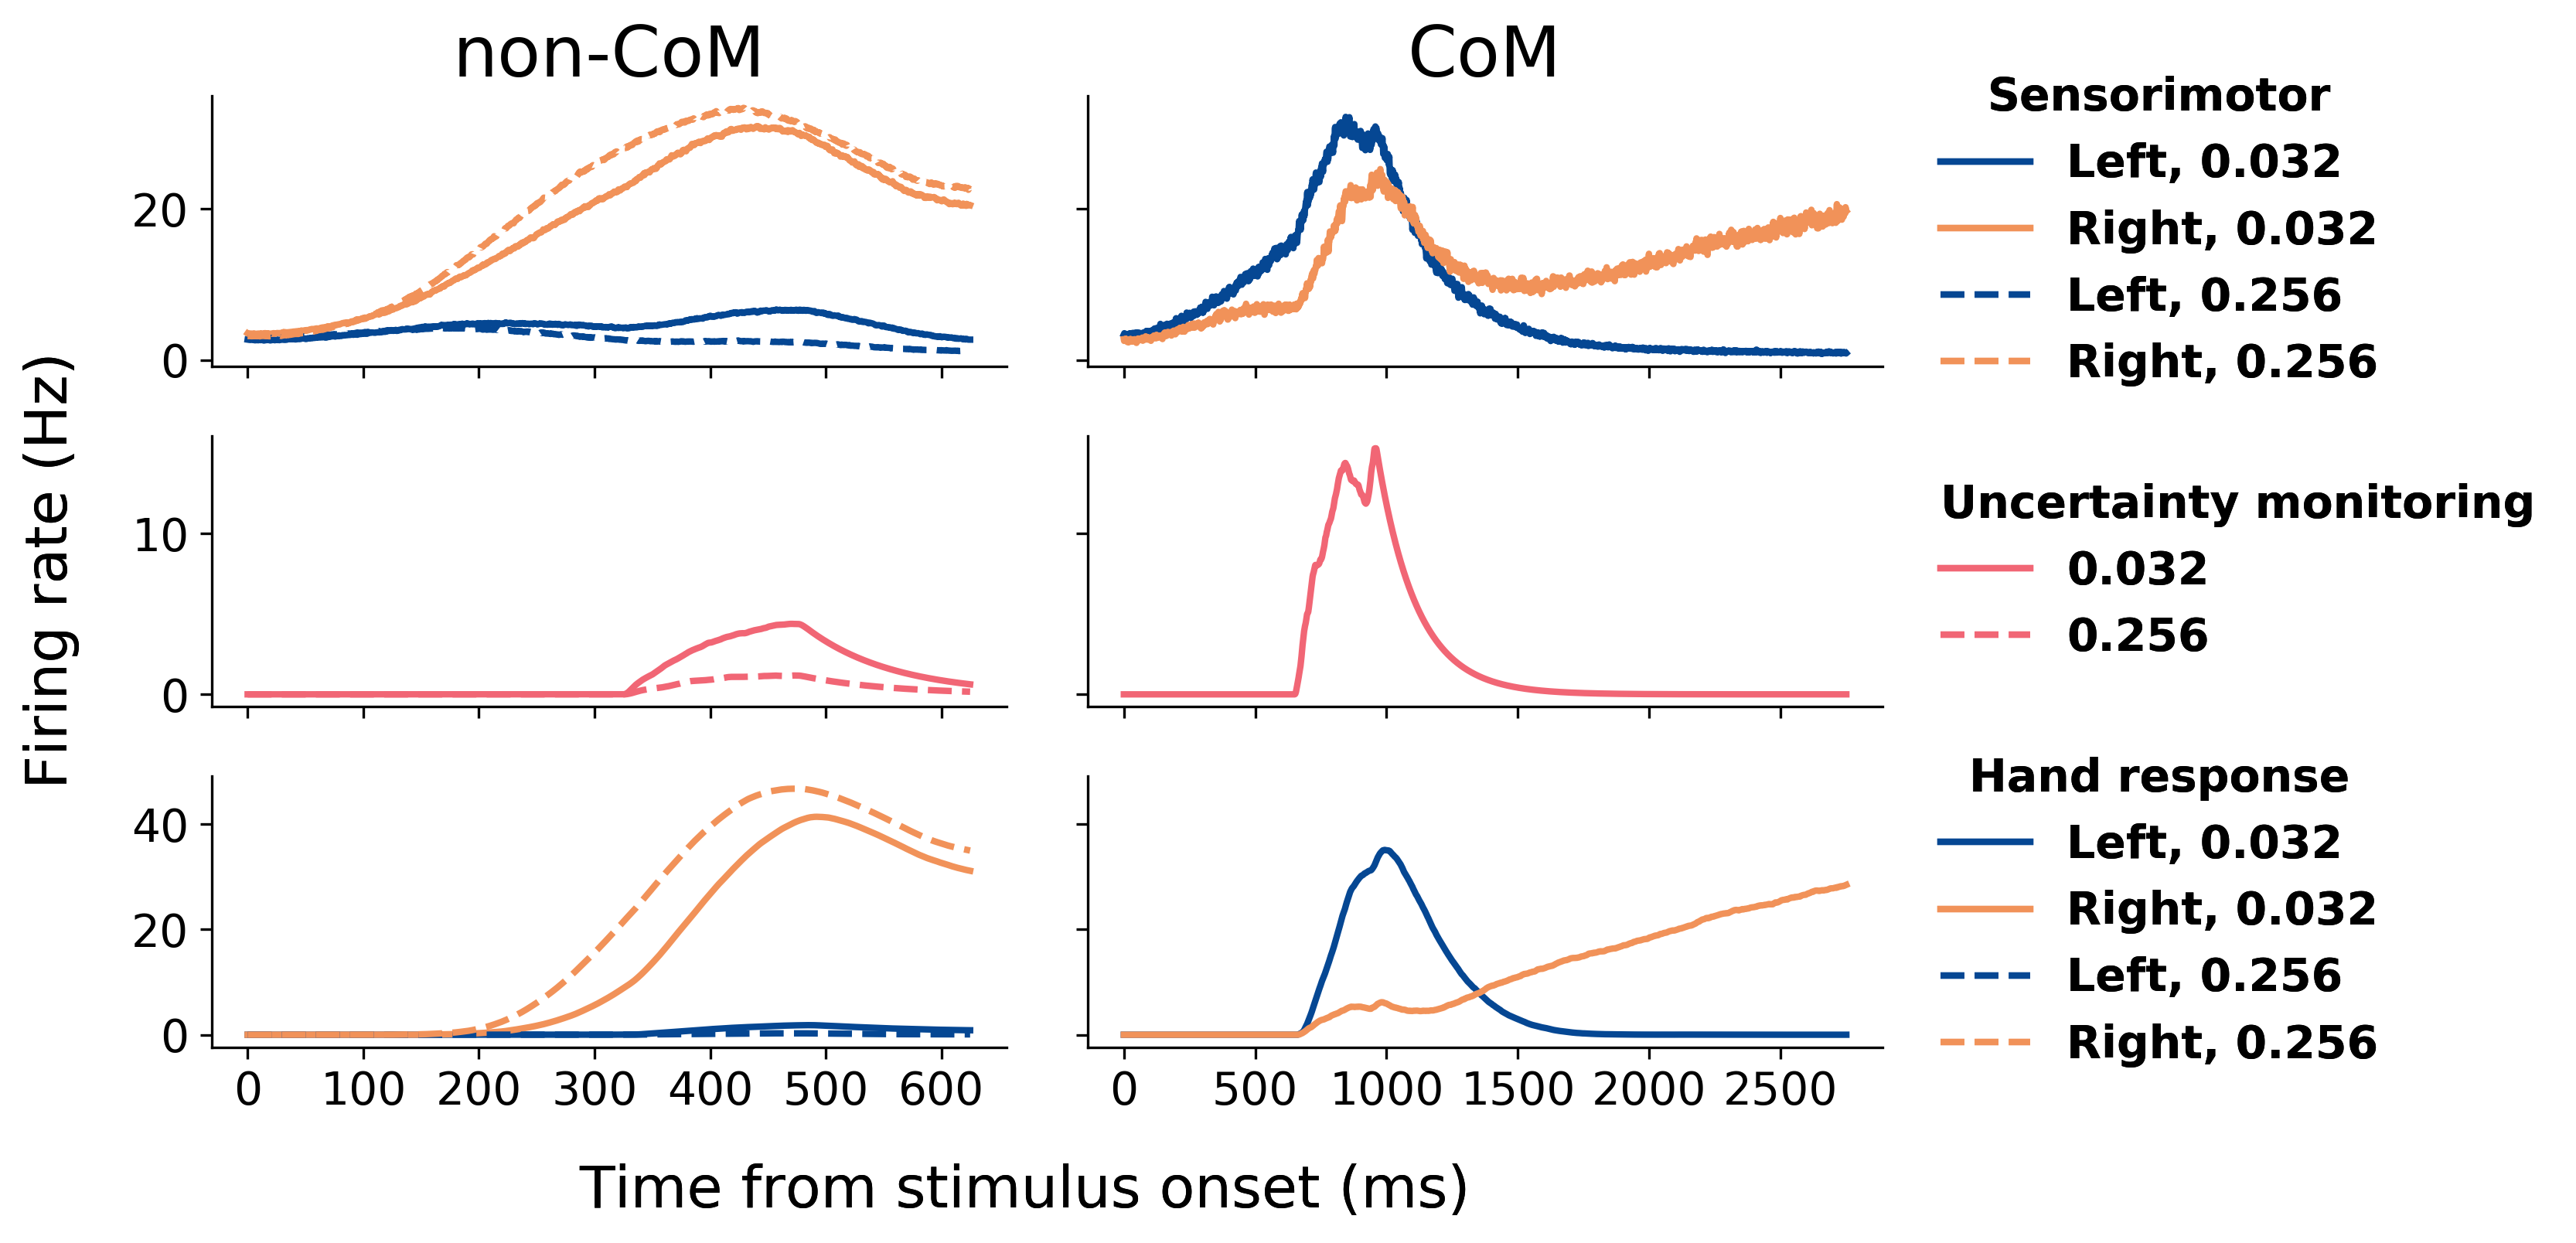 non-CoM
CoM
Firing rate (Hz)
20
0
10
0
40
20
0
0 100 200 300 400 500 600
0 500 1000 1500 2000 2500
Time from stimulus onset (ms)
Sensorimotor
Left, 0.032
Right, 0.032
Left, 0.256
Right, 0.256
Uncertainty monitoring
0.032
0.256
Hand response
Left, 0.032
Right, 0.032
Left, 0.256
Right, 0.256